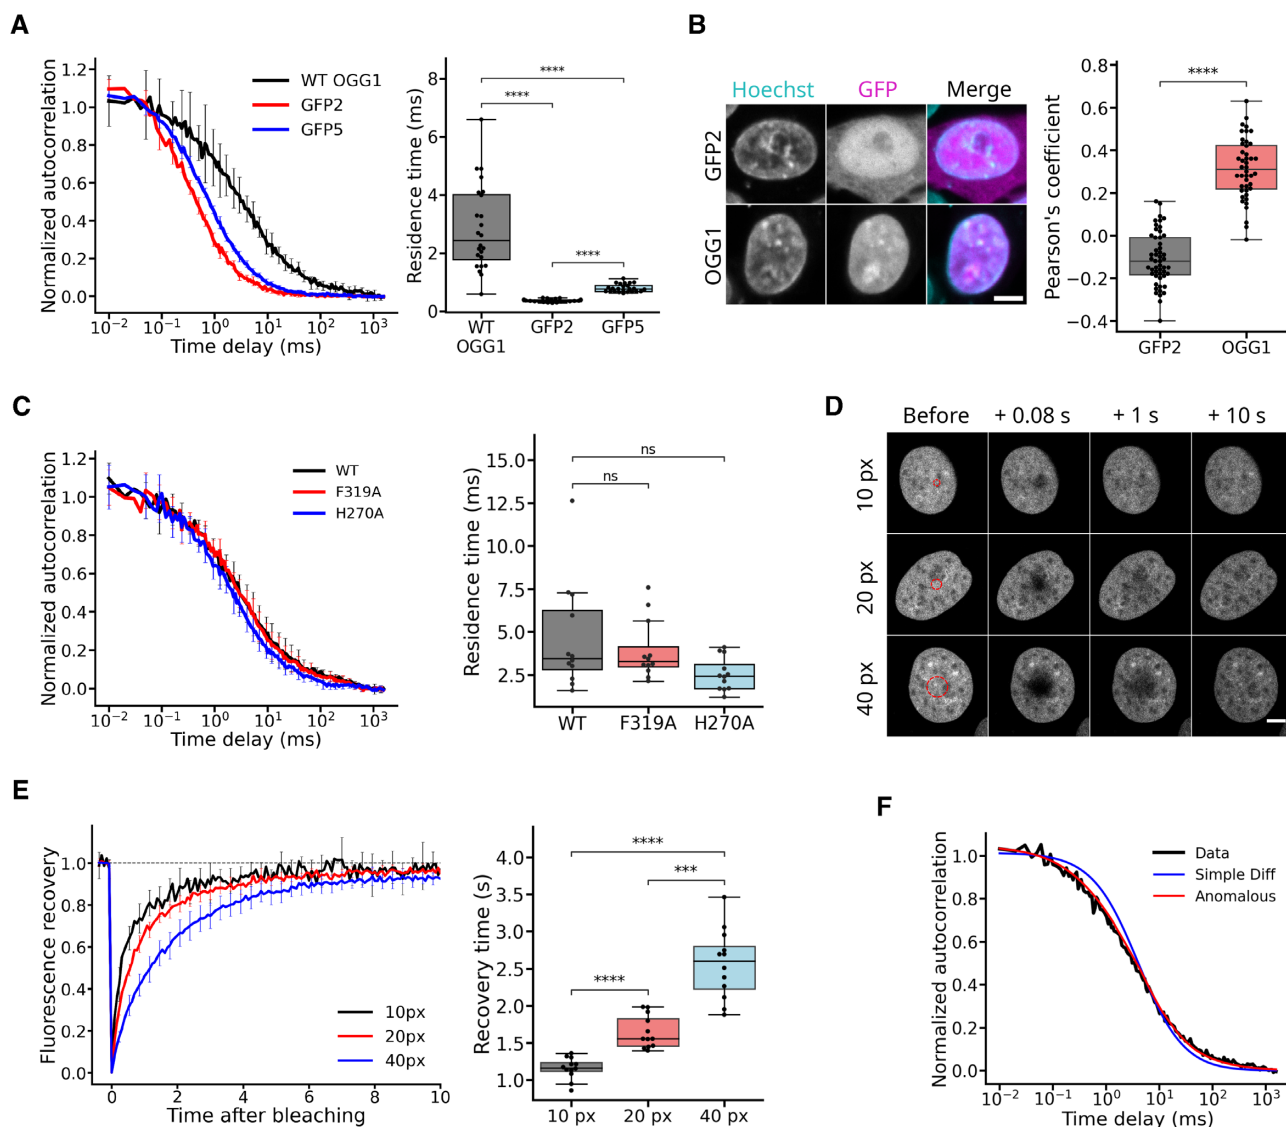 A
Normalized autocorrelation
1.2
1.0
0.8
0.6
0.4
0.2
0.0
10⁻² 10⁻¹ 10⁰ 10¹ 10² 10³
Time delay (ms)
WT OGG1
GFP2
GFP5
Residence time (ms)
8
6
4
2
0
****
****
****
WT OGG1
GFP2
GFP5
B
Hoechst GFP Merge
GFP2
OGG1
Pearson's coefficient
0.8
0.6
0.4
0.2
0.0
−0.2
−0.4
****
GFP2 OGG1
C
Normalized autocorrelation
1.2
1.0
0.8
0.6
0.4
0.2
0.0
10⁻² 10⁻¹ 10⁰ 10¹ 10² 10³
Time delay (ms)
WT
F319A
H270A
Residence time (ms)
15.0
12.5
10.0
7.5
5.0
2.5
ns
ns
WT F319A H270A
D
Before + 0.08 s + 1 s + 10 s
10 px
20 px
40 px
E
Fluorescence recovery
1.0
0.8
0.6
0.4
0.2
0.0
0 2 4 6 8 10
Time after bleaching
10px
20px
40px
Recovery time (s)
4.0
3.5
3.0
2.5
2.0
1.5
1.0
****
***
****
10 px 20 px 40 px
F
Normalized autocorrelation
1.0
0.8
0.6
0.4
0.2
0.0
10⁻² 10⁻¹ 10⁰ 10¹ 10² 10³
Time delay (ms)
Data
Simple Diff
Anomalous